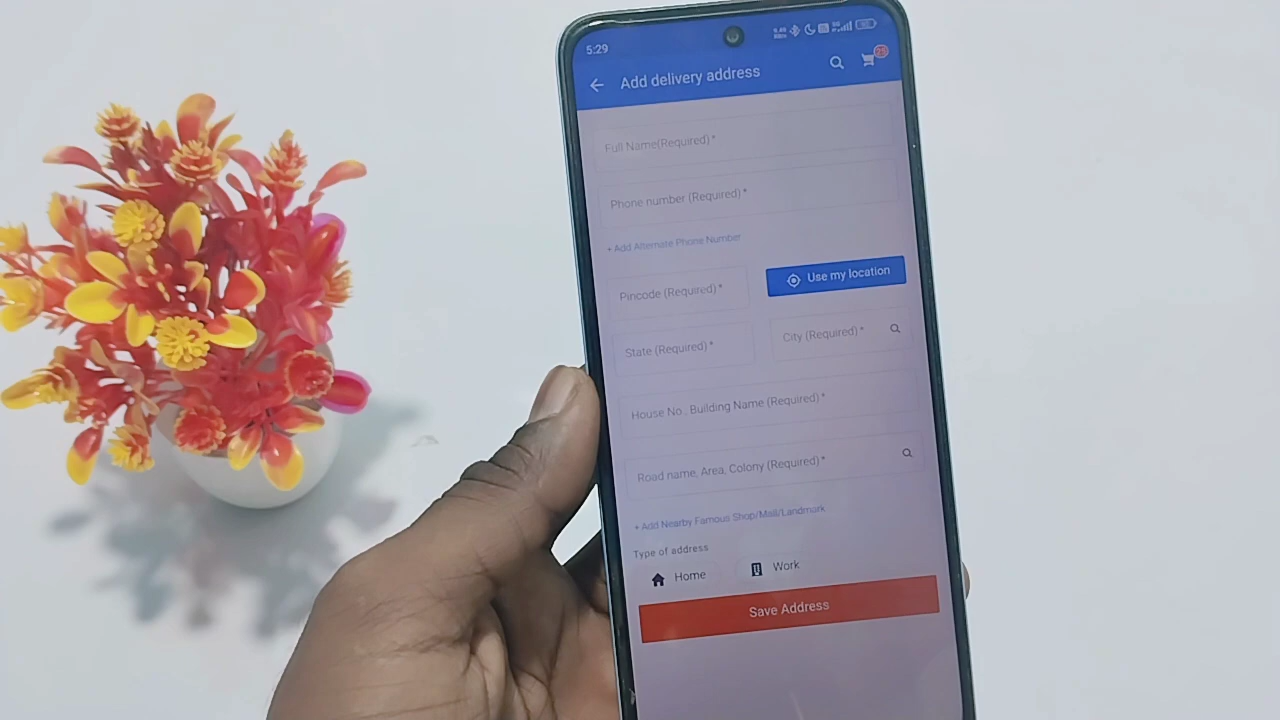 5:29
Add delivery address
25
Full Name(Required)*
Phone number (Required)*
+ Add Alternate Phone Number
Pincode (Required)*
Use my location
State (Required)*
City (Required)*
House No., Building Name (Required)*
Road name, Area, Colony (Required)*
+ Add Nearby Famous Shop/Mall/Landmark
Type of address
Home
Work
Save Address